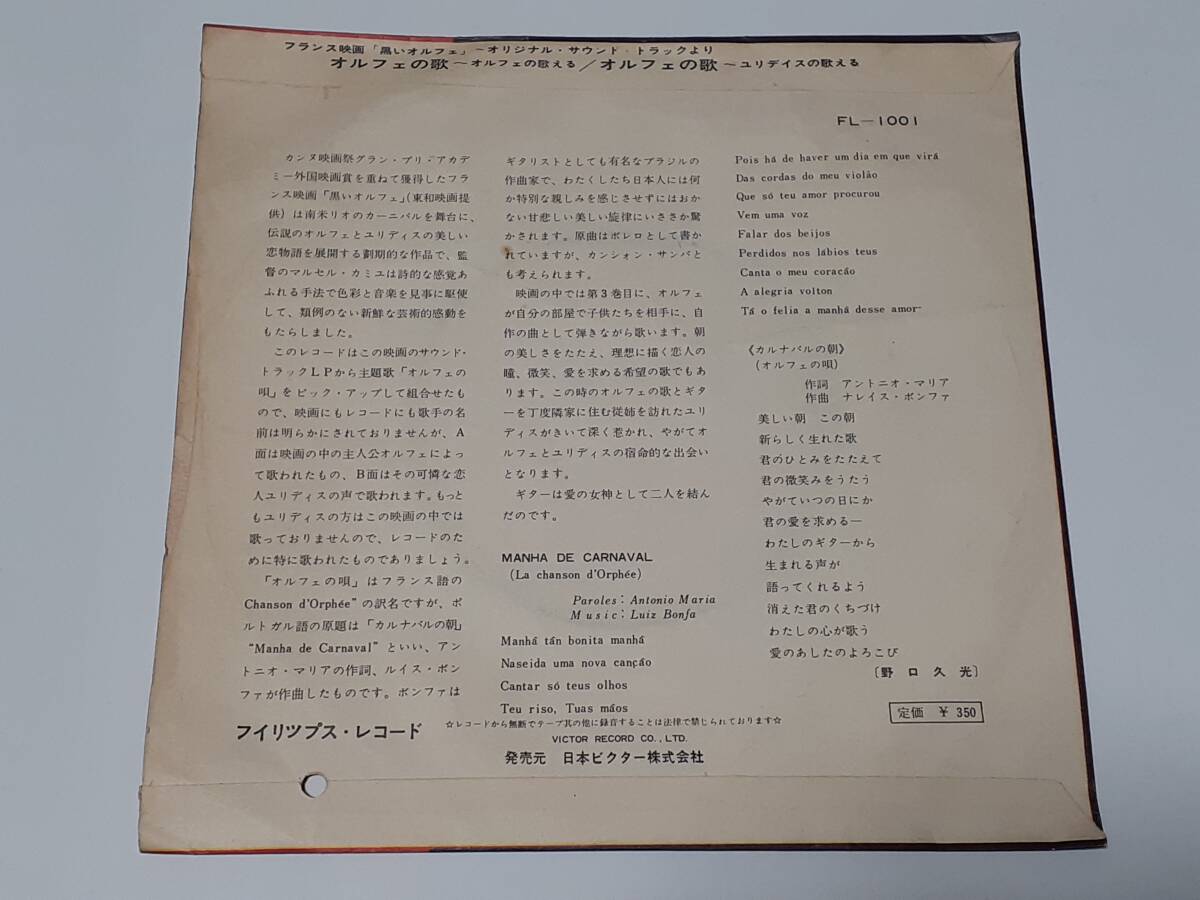 フランス映画「黒いオルフェ」－オリジナル・サウンド・トラックより
オルフェの歌～オルフェの歌える／オルフェの歌～ユリデイスの歌える
FL－1001
カンヌ映画祭グラン・プリ・アカデ
ミー外国映画賞を重ねて獲得したフラ
ンス映画「黒いオルフェ」(東和映画提
供) は南米リオのカーニバルを舞台に、
伝説のオルフェとユリディスの美しい
恋物語を展開する劃期的な作品で、監
督のマルセル・カミユは詩的な感覚あ
ふれる手法で色彩と音楽を見事に駆使
して、類例のない新鮮な芸術的感動を
もたらしました。
このレコードはこの映画のサウンド・
トラックＬＰから主題歌「オルフェの
唄」をピック・アップして組合せたも
ので、映画にもレコードにも歌手の名
前は明らかにされておりませんが、Ａ
面は映画の中の主人公オルフェによっ
て歌われたもの、Ｂ面はその可憐な恋
人ユリディスの声で歌われます。もっと
もユリディスの方はこの映画の中では
歌っておりませんので、レコードのた
めに特に歌われたものでありましょう。
「オルフェの唄」はフランス語の
Chanson d'Orphée”の訳名ですが、ポ
ルトガル語の原題は「カルナバルの朝」
“Manha de Carnaval”といい、アン
トニオ・マリアの作詞、ルイス・ボン
ファが作曲したものです。ボンファは
ギタリストとしても有名なブラジルの
作曲家で、わたくしたち日本人には何
か特別な親しみを感じさせずにはおか
ない甘悲しい美しい旋律にいささか驚
かされます。原曲はボレロとして書か
れていますが、カンション・サンバと
も考えられます。
映画の中では第３巻目に、オルフェ
が自分の部屋で子供たちを相手に、自
作の曲として弾きながら歌います。朝
の美しさをたたえ、理想に描く恋人の
瞳、微笑、愛を求める希望の歌でもあ
ります。この時のオルフェの歌とギタ
ーを丁度隣家に住む従姉を訪れたユリ
ディスがきいて深く惹かれ、やがてオ
ルフェとユリディスの宿命的な出会い
となります。
ギターは愛の女神として二人を結ん
だのです。
MANHA DE CARNAVAL
(La chanson d'Orphée)
Paroles : Antonio Maria
Music : Luiz Bonfa
Manhá tán bonita manhá
Naseida uma nova canção
Cantar só teus olhos
Teu riso, Tuas mãos
Pois há de haver um dia em que virá
Das cordas do meu violão
Que só teu amor procurou
Vem uma voz
Falar dos beijos
Perdidos nos lábios teus
Canta o meu coracão
A alegria volton
Tá o felia a manhá desse amor
《カルナバルの朝》
(オルフェの唄)
作詞 アントニオ・マリア
作曲 ナレイス・ボンファ
美しい朝 この朝
新らしく生れた歌
君のひとみをたたえて
君の微笑みをうたう
やがていつの日にか
君の愛を求める―
わたしのギターから
生まれる声が
語ってくれるよう
消えた君のくちづけ
わたしの心が歌う
愛のあしたのよろこび
〔野口久光〕
定価 ￥350
フイリツプス・レコード
☆レコードから無断でテープ其の他に録音することは法律で禁じられております☆
VICTOR RECORD CO., LTD.
発売元 日本ビクター株式会社